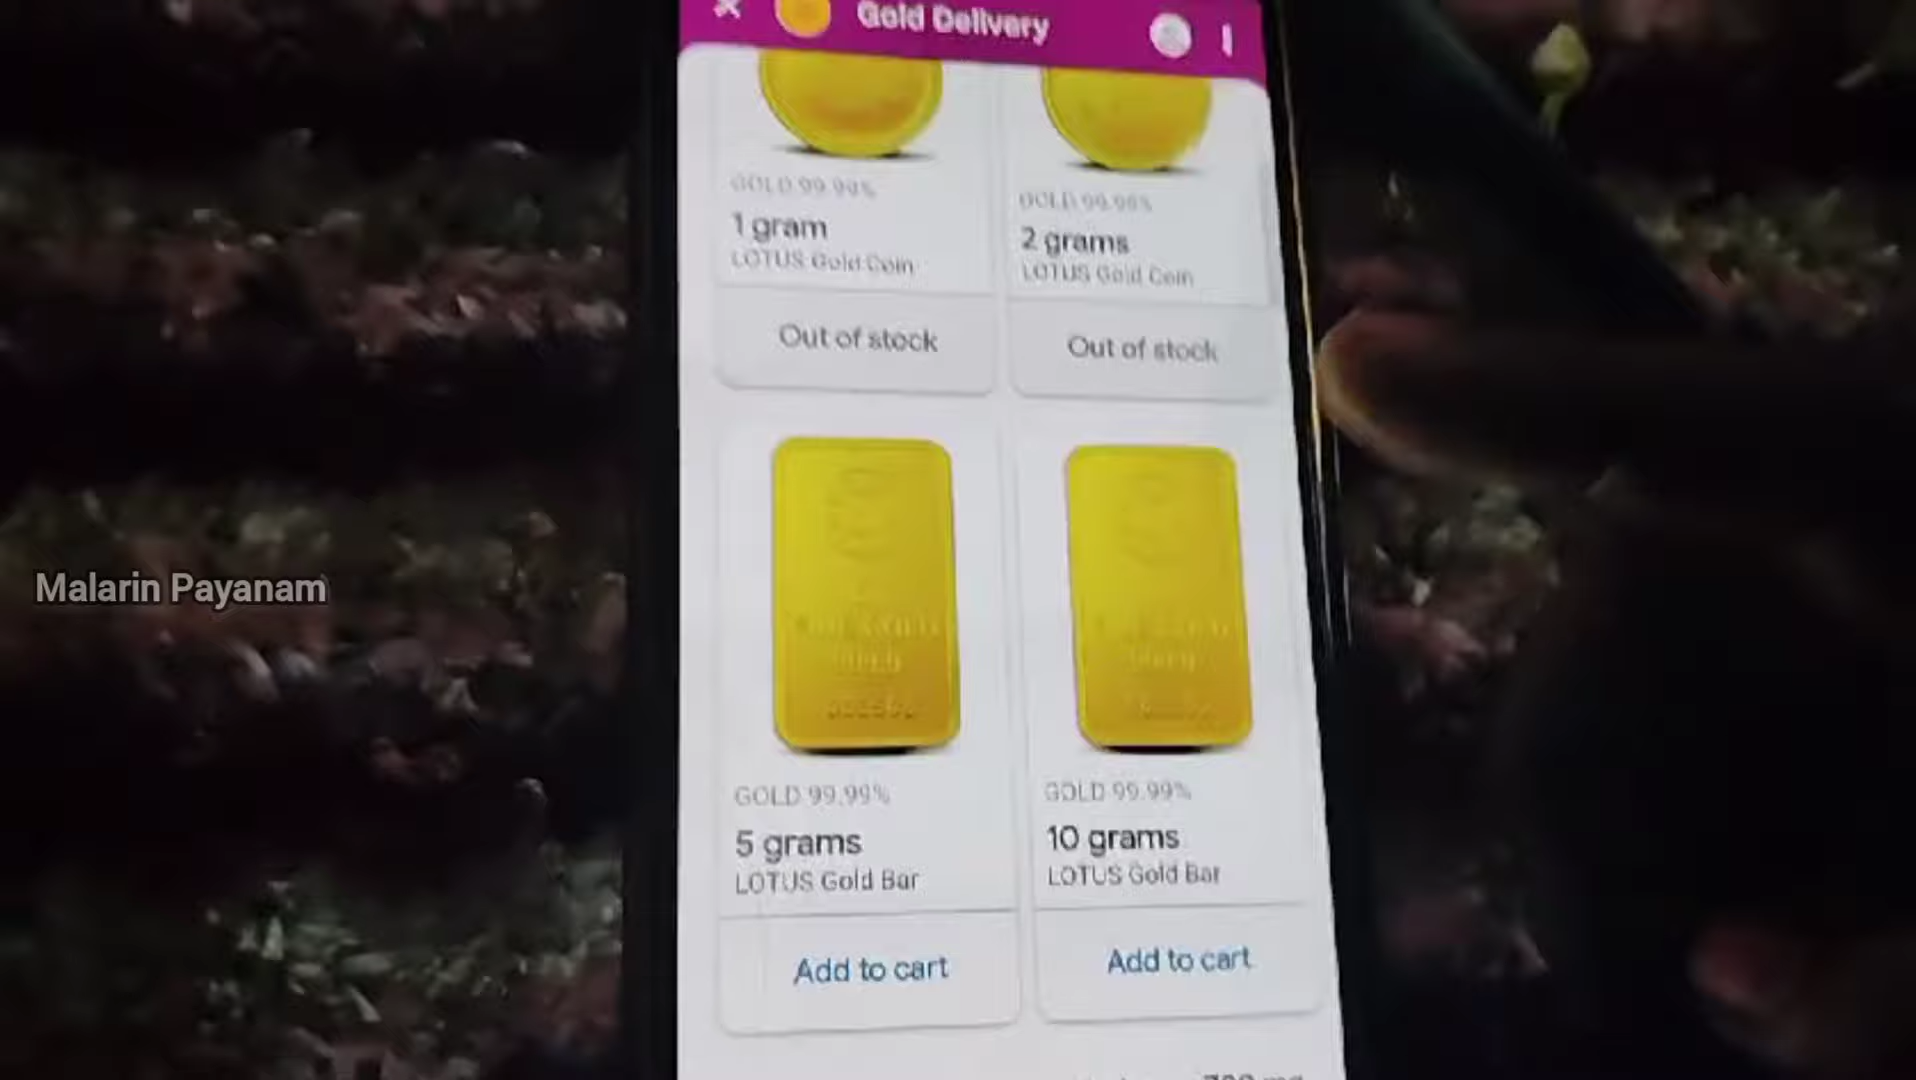 Gold Delivery
GOLD 99.99%
1 gram
LOTUS Gold Coin
Out of stock
GOLD 99.99%
2 grams
LOTUS Gold Coin
Out of stock
GOLD 99.99%
5 grams
LOTUS Gold Bar
Add to cart
GOLD 99.99%
10 grams
LOTUS Gold Bar
Add to cart
Malarin Payanam